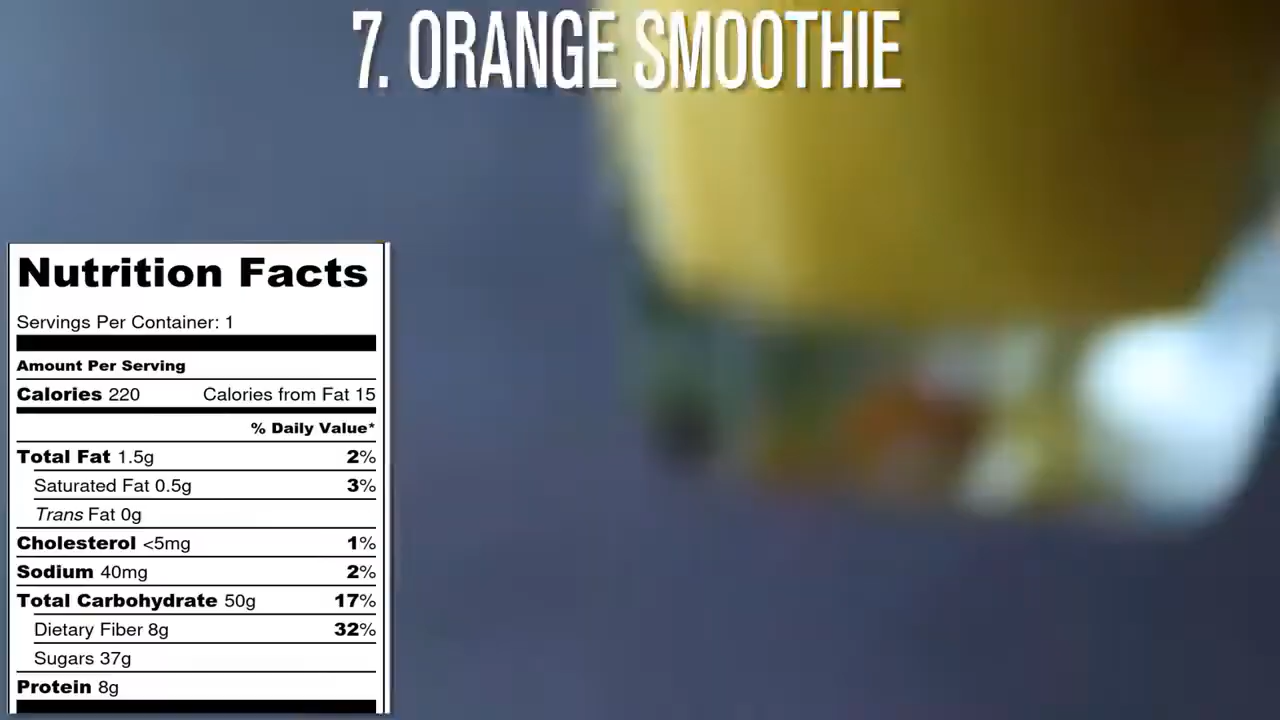 7. ORANGE SMOOTHIE
Nutrition Facts
Servings Per Container: 1
Amount Per Serving
Calories 220 Calories from Fat 15
% Daily Value*
Total Fat 1.5g 2%
Saturated Fat 0.5g 3%
Trans Fat 0g
Cholesterol <5mg 1%
Sodium 40mg 2%
Total Carbohydrate 50g 17%
Dietary Fiber 8g 32%
Sugars 37g
Protein 8g